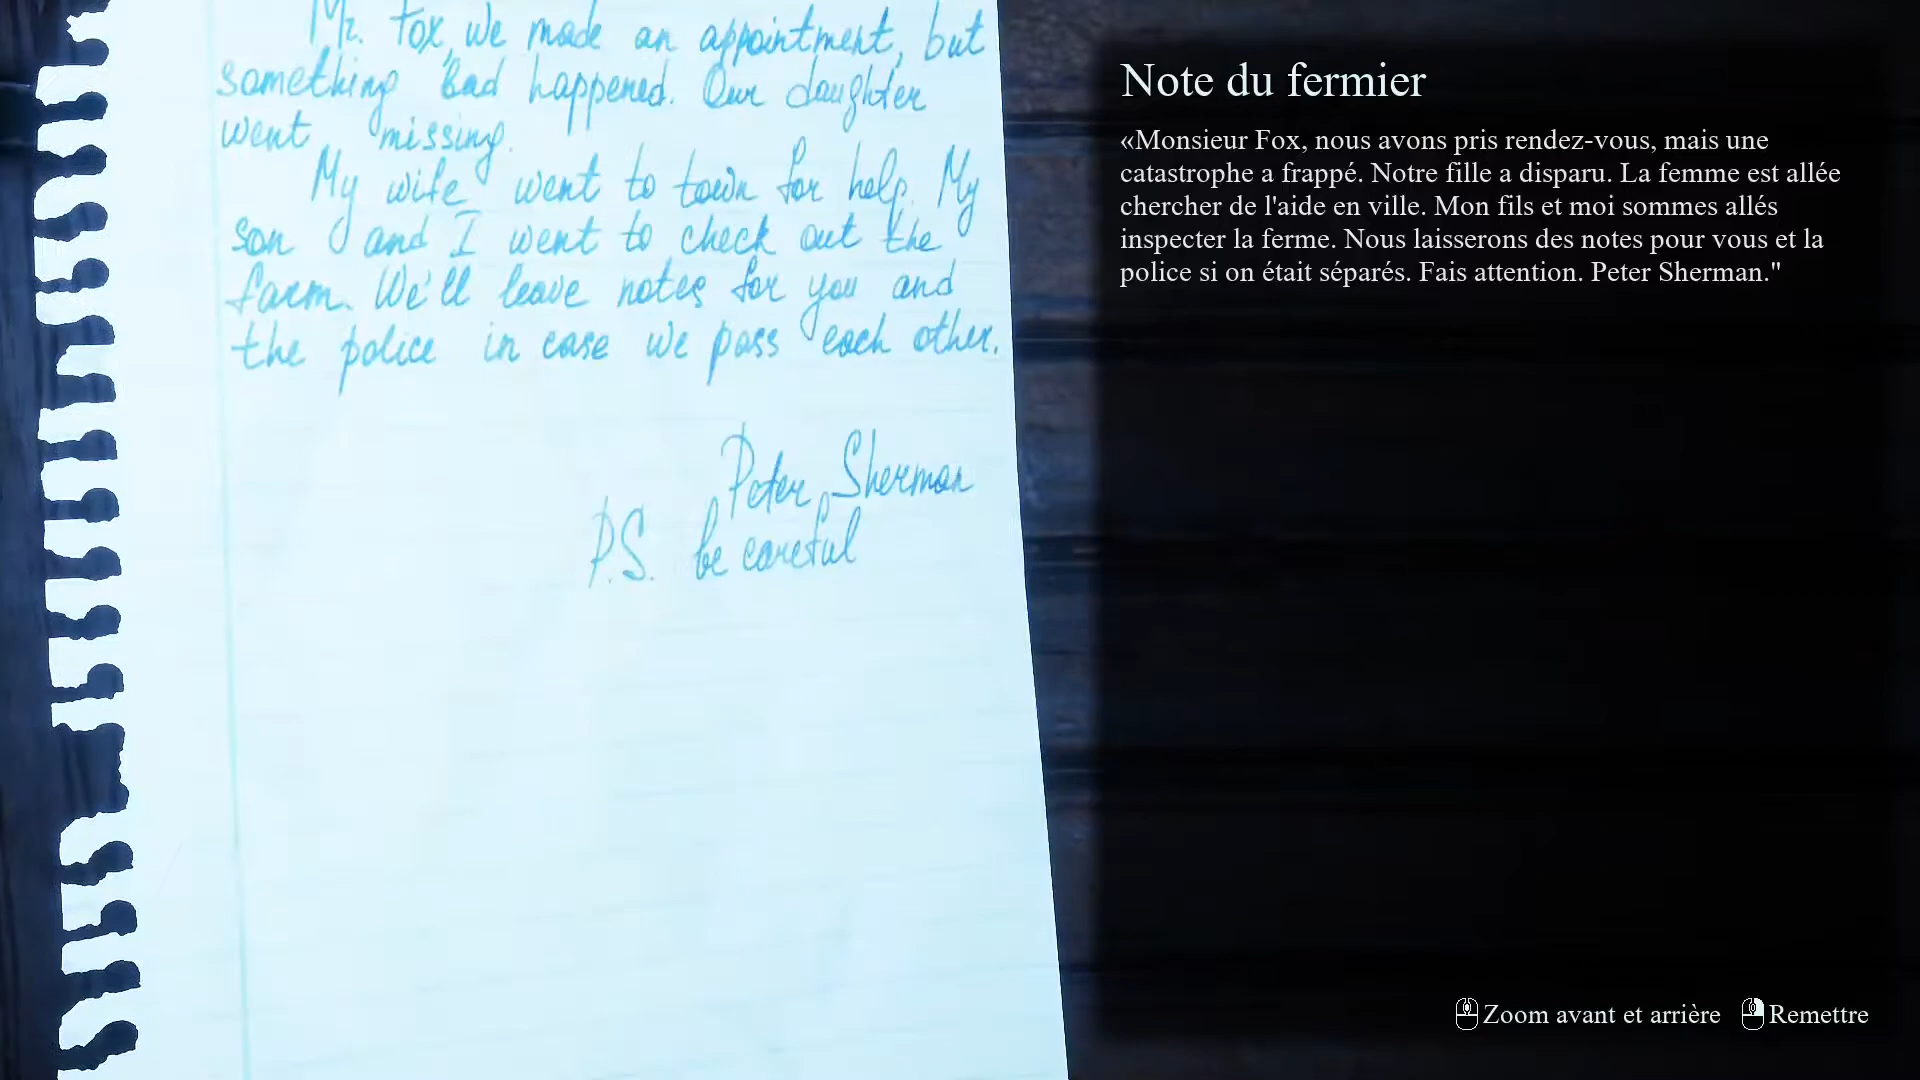 Mr. Fox, we made an appointment, but
something bad happened. Our daughter
went missing.
My wife went to town for help. My
son and I went to check out the
farm. We'll leave notes for you and
the police in case we pass each other.
Peter Sherman
P.S. be careful
Note du fermier
«Monsieur Fox, nous avons pris rendez-vous, mais une
catastrophe a frappé. Notre fille a disparu. La femme est allée
chercher de l'aide en ville. Mon fils et moi sommes allés
inspecter la ferme. Nous laisserons des notes pour vous et la
police si on était séparés. Fais attention. Peter Sherman."
Zoom avant et arrière Remettre